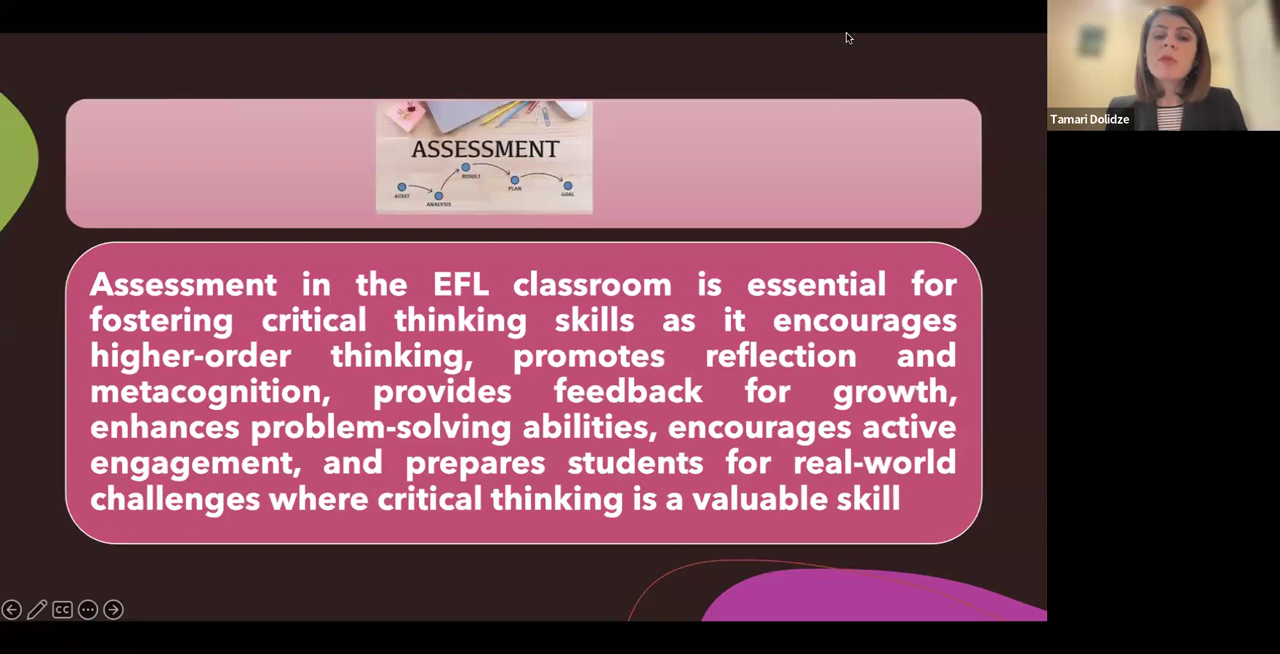 Tamari Dolidze
ASSESSMENT
RESULT
PLAN
AUDIT
GOAL
ANALYSIS
Assessment in the EFL classroom is essential for
fostering critical thinking skills as it encourages
higher-order thinking, promotes reflection and
metacognition, provides feedback for growth,
enhances problem-solving abilities, encourages active
engagement, and prepares students for real-world
challenges where critical thinking is a valuable skill
CC